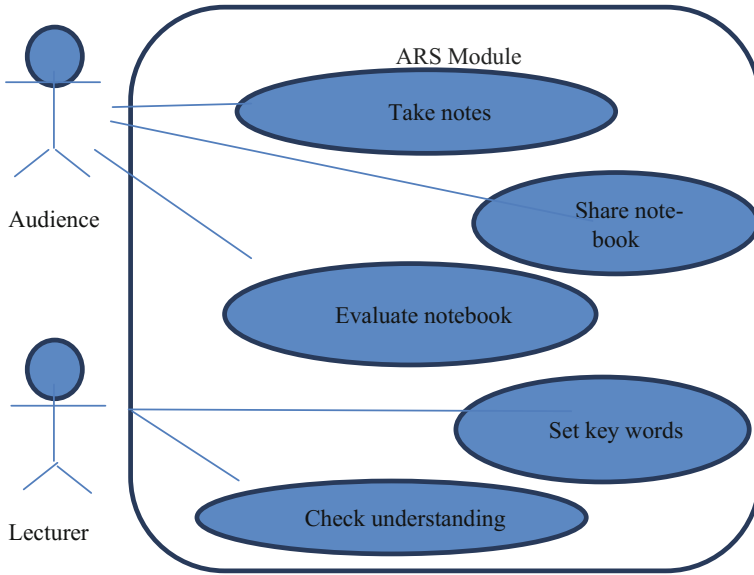 ARS Module
Take notes
Share note-
book
Audience
Evaluate notebook
Set key words
Check understanding
Lecturer